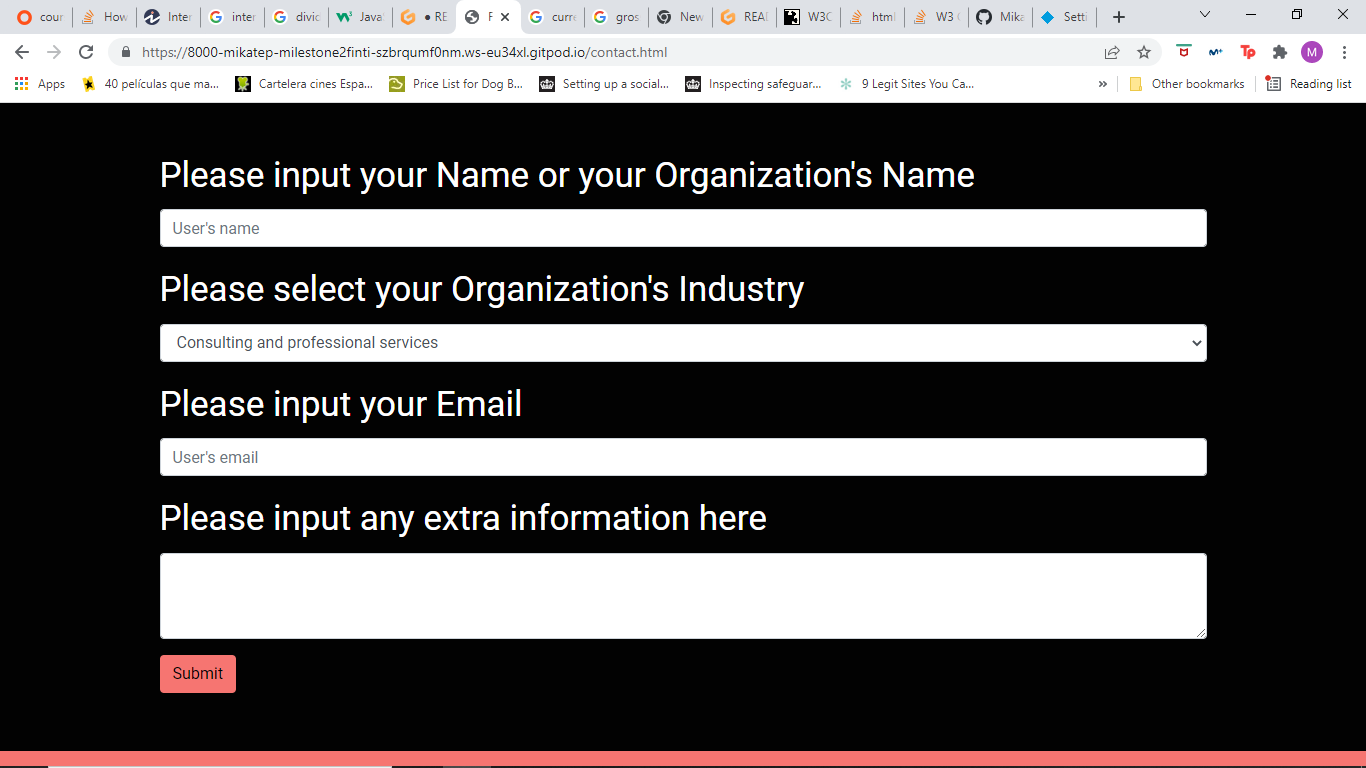 cour
How
Inter
inter
divic
Java
● RE
F
curre
gros
New
REAI
W3C
html
W3 C
Mika
Setti
https://8000-mikatep-milestone2finti-szbrqumf0nm.ws-eu34xl.gitpod.io/contact.html
M
Apps
40 películas que ma...
Cartelera cines Espa...
Price List for Dog B...
Setting up a social...
Inspecting safeguar...
9 Legit Sites You Ca...
»
Other bookmarks
Reading list
Please input your Name or your Organization's Name
User's name
Please select your Organization's Industry
Consulting and professional services
Please input your Email
User's email
Please input any extra information here
Submit